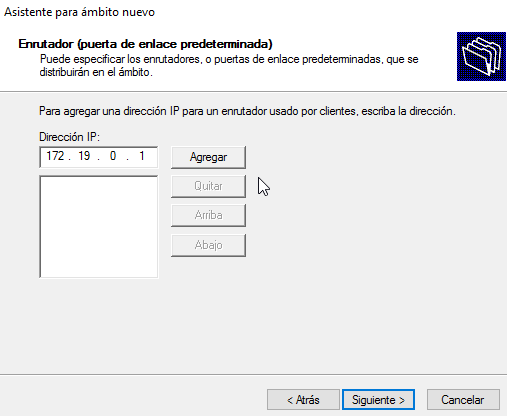 Asistente para ámbito nuevo
Enrutador (puerta de enlace predeterminada)
Puede especificar los enrutadores, o puertas de enlace predeterminadas, que se
distribuirán en el ámbito.
Para agregar una dirección IP para un enrutador usado por clientes, escriba la dirección.
Dirección IP:
172 . 19 . 0 . 1
Agregar
Quitar
Arriba
Abajo
< Atrás
Siguiente >
Cancelar